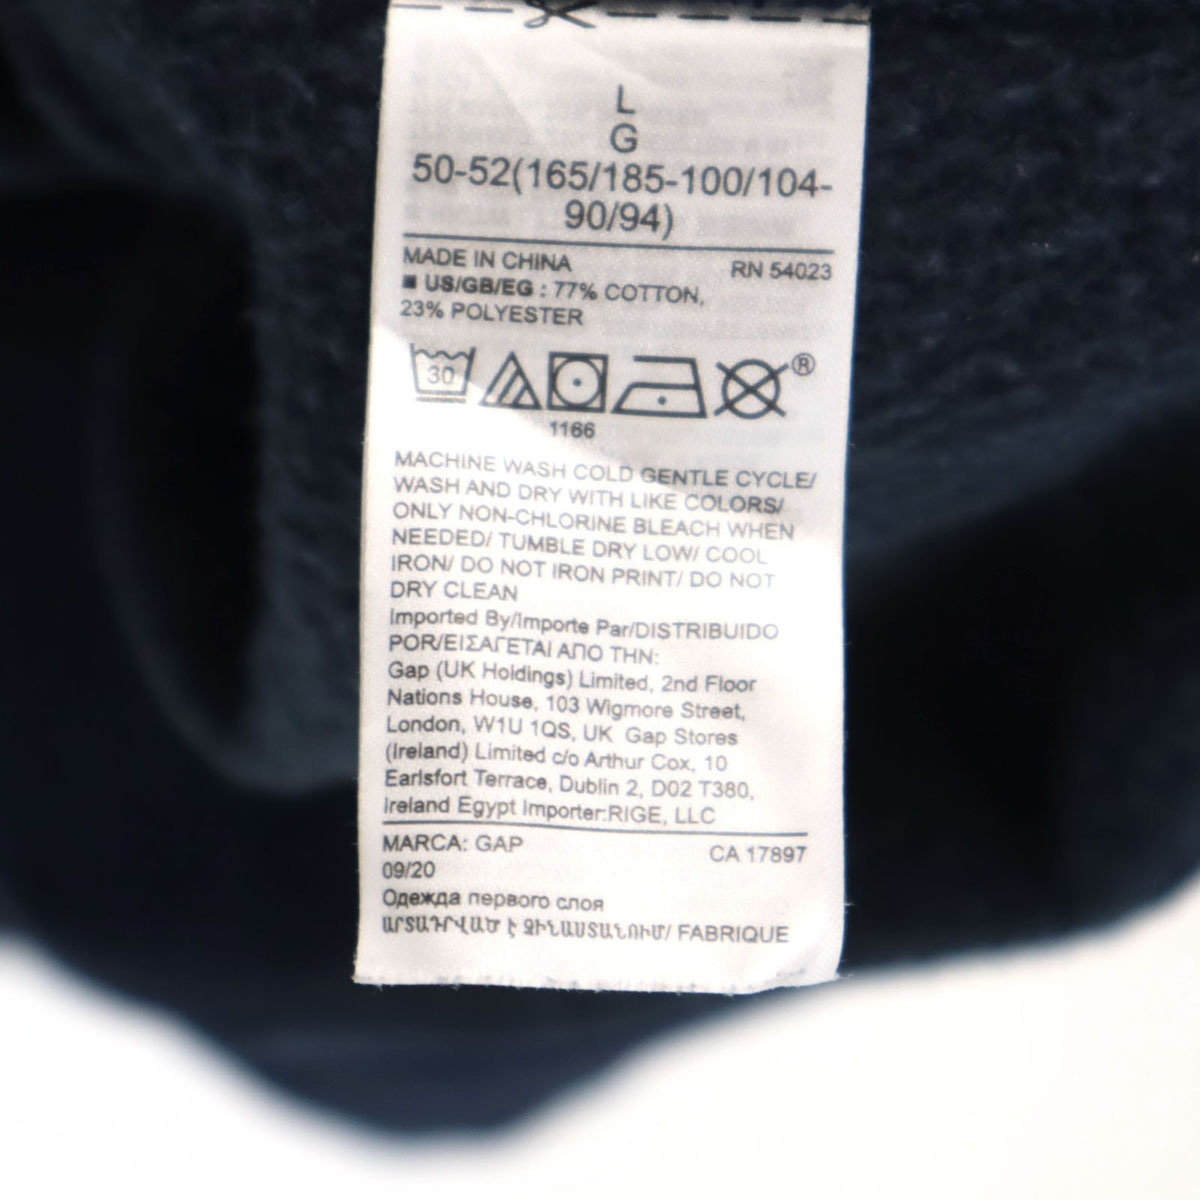 L
G
50-52(165/185-100/104-
90/94)
MADE IN CHINA RN 54023
■ US/GB/EG : 77% COTTON,
23% POLYESTER
30 ®
1166
MACHINE WASH COLD GENTLE CYCLE/
WASH AND DRY WITH LIKE COLORS/
ONLY NON-CHLORINE BLEACH WHEN
NEEDED/ TUMBLE DRY LOW/ COOL
IRON/ DO NOT IRON PRINT/ DO NOT
DRY CLEAN
Imported By/Importe Par/DISTRIBUIDO
POR/ΕΙΣΑΓΕΤΑΙ ΑΠΟ ΤΗΝ:
Gap (UK Holdings) Limited, 2nd Floor
Nations House, 103 Wigmore Street,
London, W1U 1QS, UK Gap Stores
(Ireland) Limited c/o Arthur Cox, 10
Earlsfort Terrace, Dublin 2, D02 T380,
Ireland Egypt Importer:RIGE, LLC
MARCA: GAP CA 17897
09/20
Одежда первого слоя
ԱՐՏԱԴՐՎԱԾ Է ՉԻՆԱՍՏԱՆՈՒՄ/ FABRIQUE